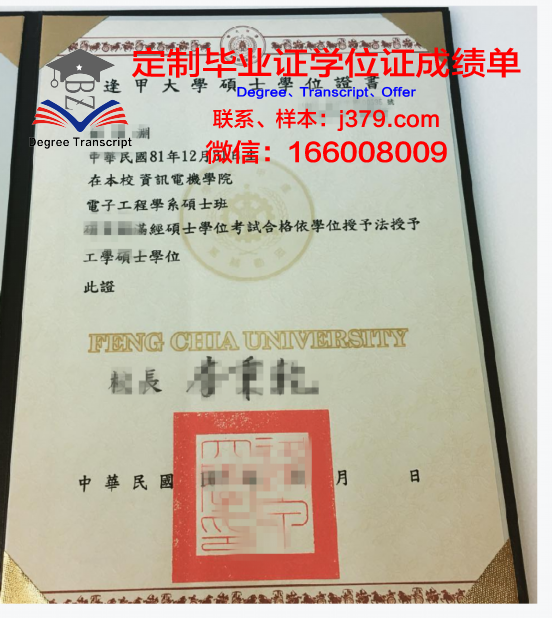 定制毕业证学位证成绩单
逢甲大學碩士學位證書
Degree、Transcript、Offer
號
联系、样本：j379.com
BZ
Degree Transcript
微信：166008009
中華民國81年12月
在本校資訊電機學院
電子工程學系碩士班
滿經碩士學位考試合格依學位授予法授予
工學碩士學位
此證
FENG CHIA UNIVERSITY
校長
中華民國 月 日